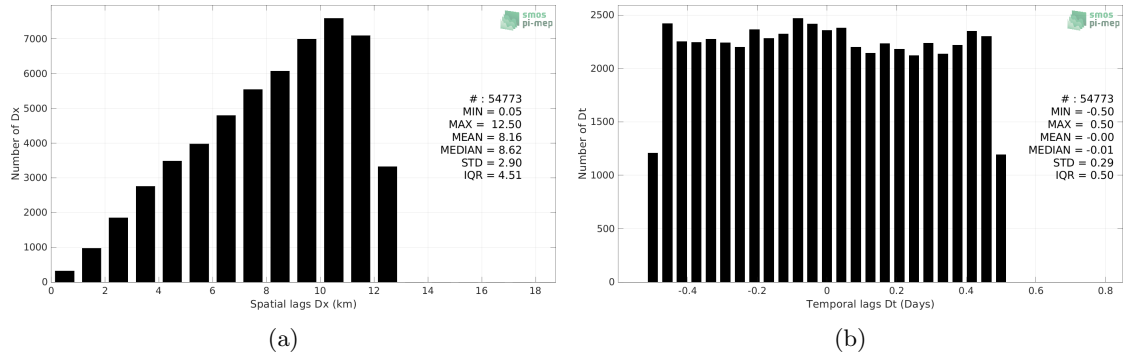 smos
pi-mep
7000
6000
5000
4000
3000
2000
1000
0
Number of Dx
# : 54773
MIN = 0.05
MAX = 12.50
MEAN = 8.16
MEDIAN = 8.62
STD = 2.90
IQR = 4.51
0 2 4 6 8 10 12 14 16 18
Spatial lags Dx (km)
(a)
smos
pi-mep
2500
2000
1500
1000
500
0
Number of Dt
# : 54773
MIN = -0.50
MAX = 0.50
MEAN = -0.00
MEDIAN = -0.01
STD = 0.29
IQR = 0.50
-0.4 -0.2 0 0.2 0.4 0.6 0.8
Temporal lags Dt (Days)
(b)